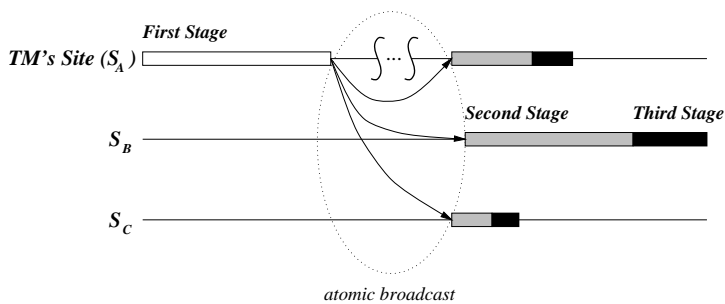 First Stage
TM's Site (S_A)
...
Second Stage
Third Stage
S_B
S_C
atomic broadcast